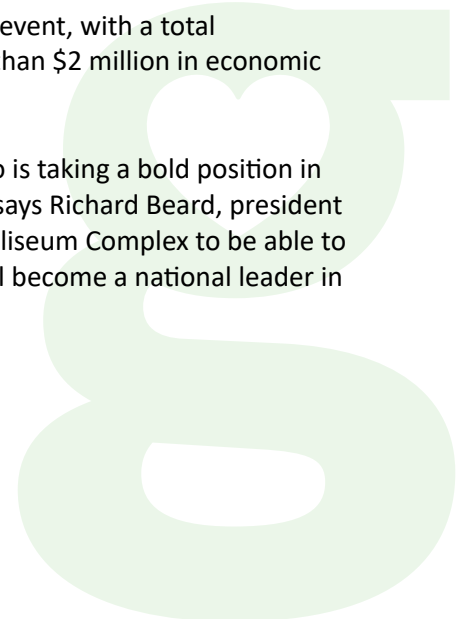 event, with a total
than $2 million in economic
o is taking a bold position in
says Richard Beard, president
liseum Complex to be able to
l become a national leader in